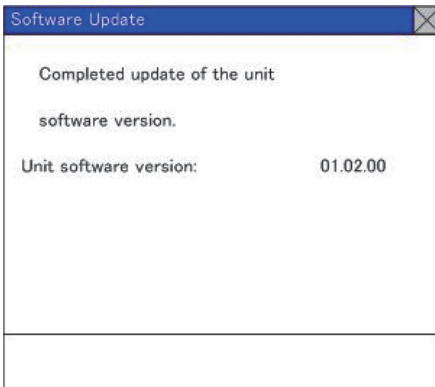 Software Update
Completed update of the unit
software version.
Unit software version: 01.02.00